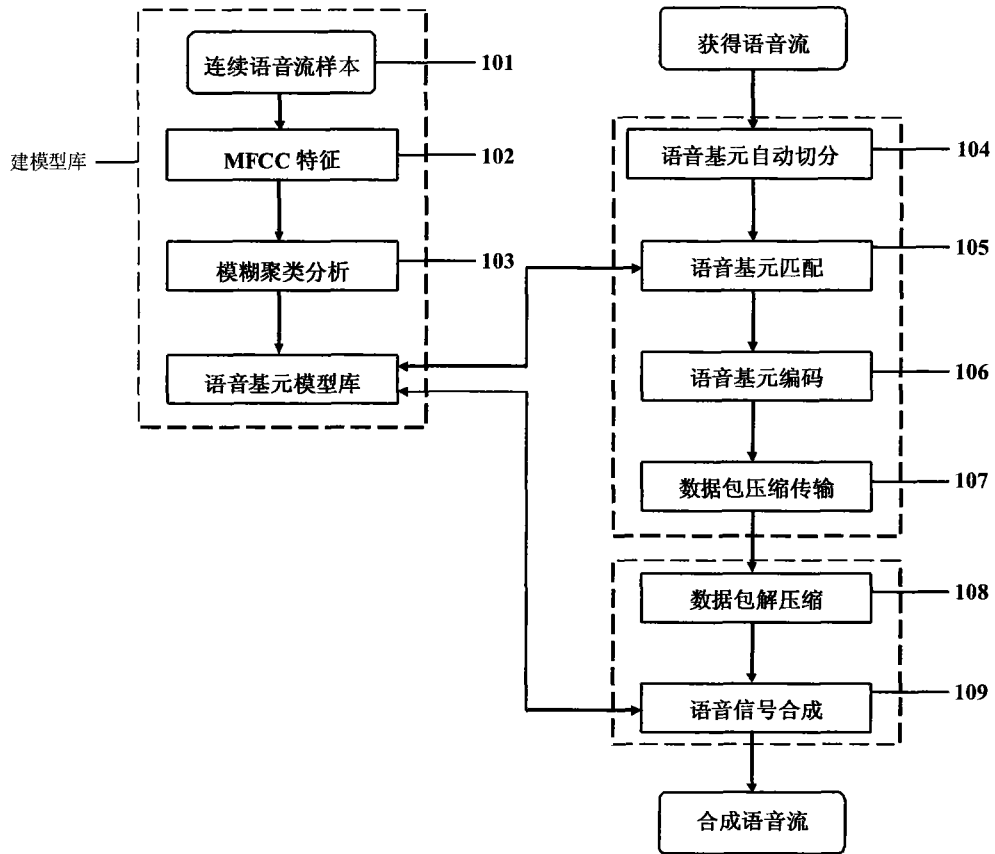 连续语音流样本
101
MFCC 特征
102
建模型库
模糊聚类分析
103
语音基元模型库
获得语音流
语音基元自动切分
104
语音基元匹配
105
语音基元编码
106
数据包压缩传输
107
数据包解压缩
108
语音信号合成
109
合成语音流